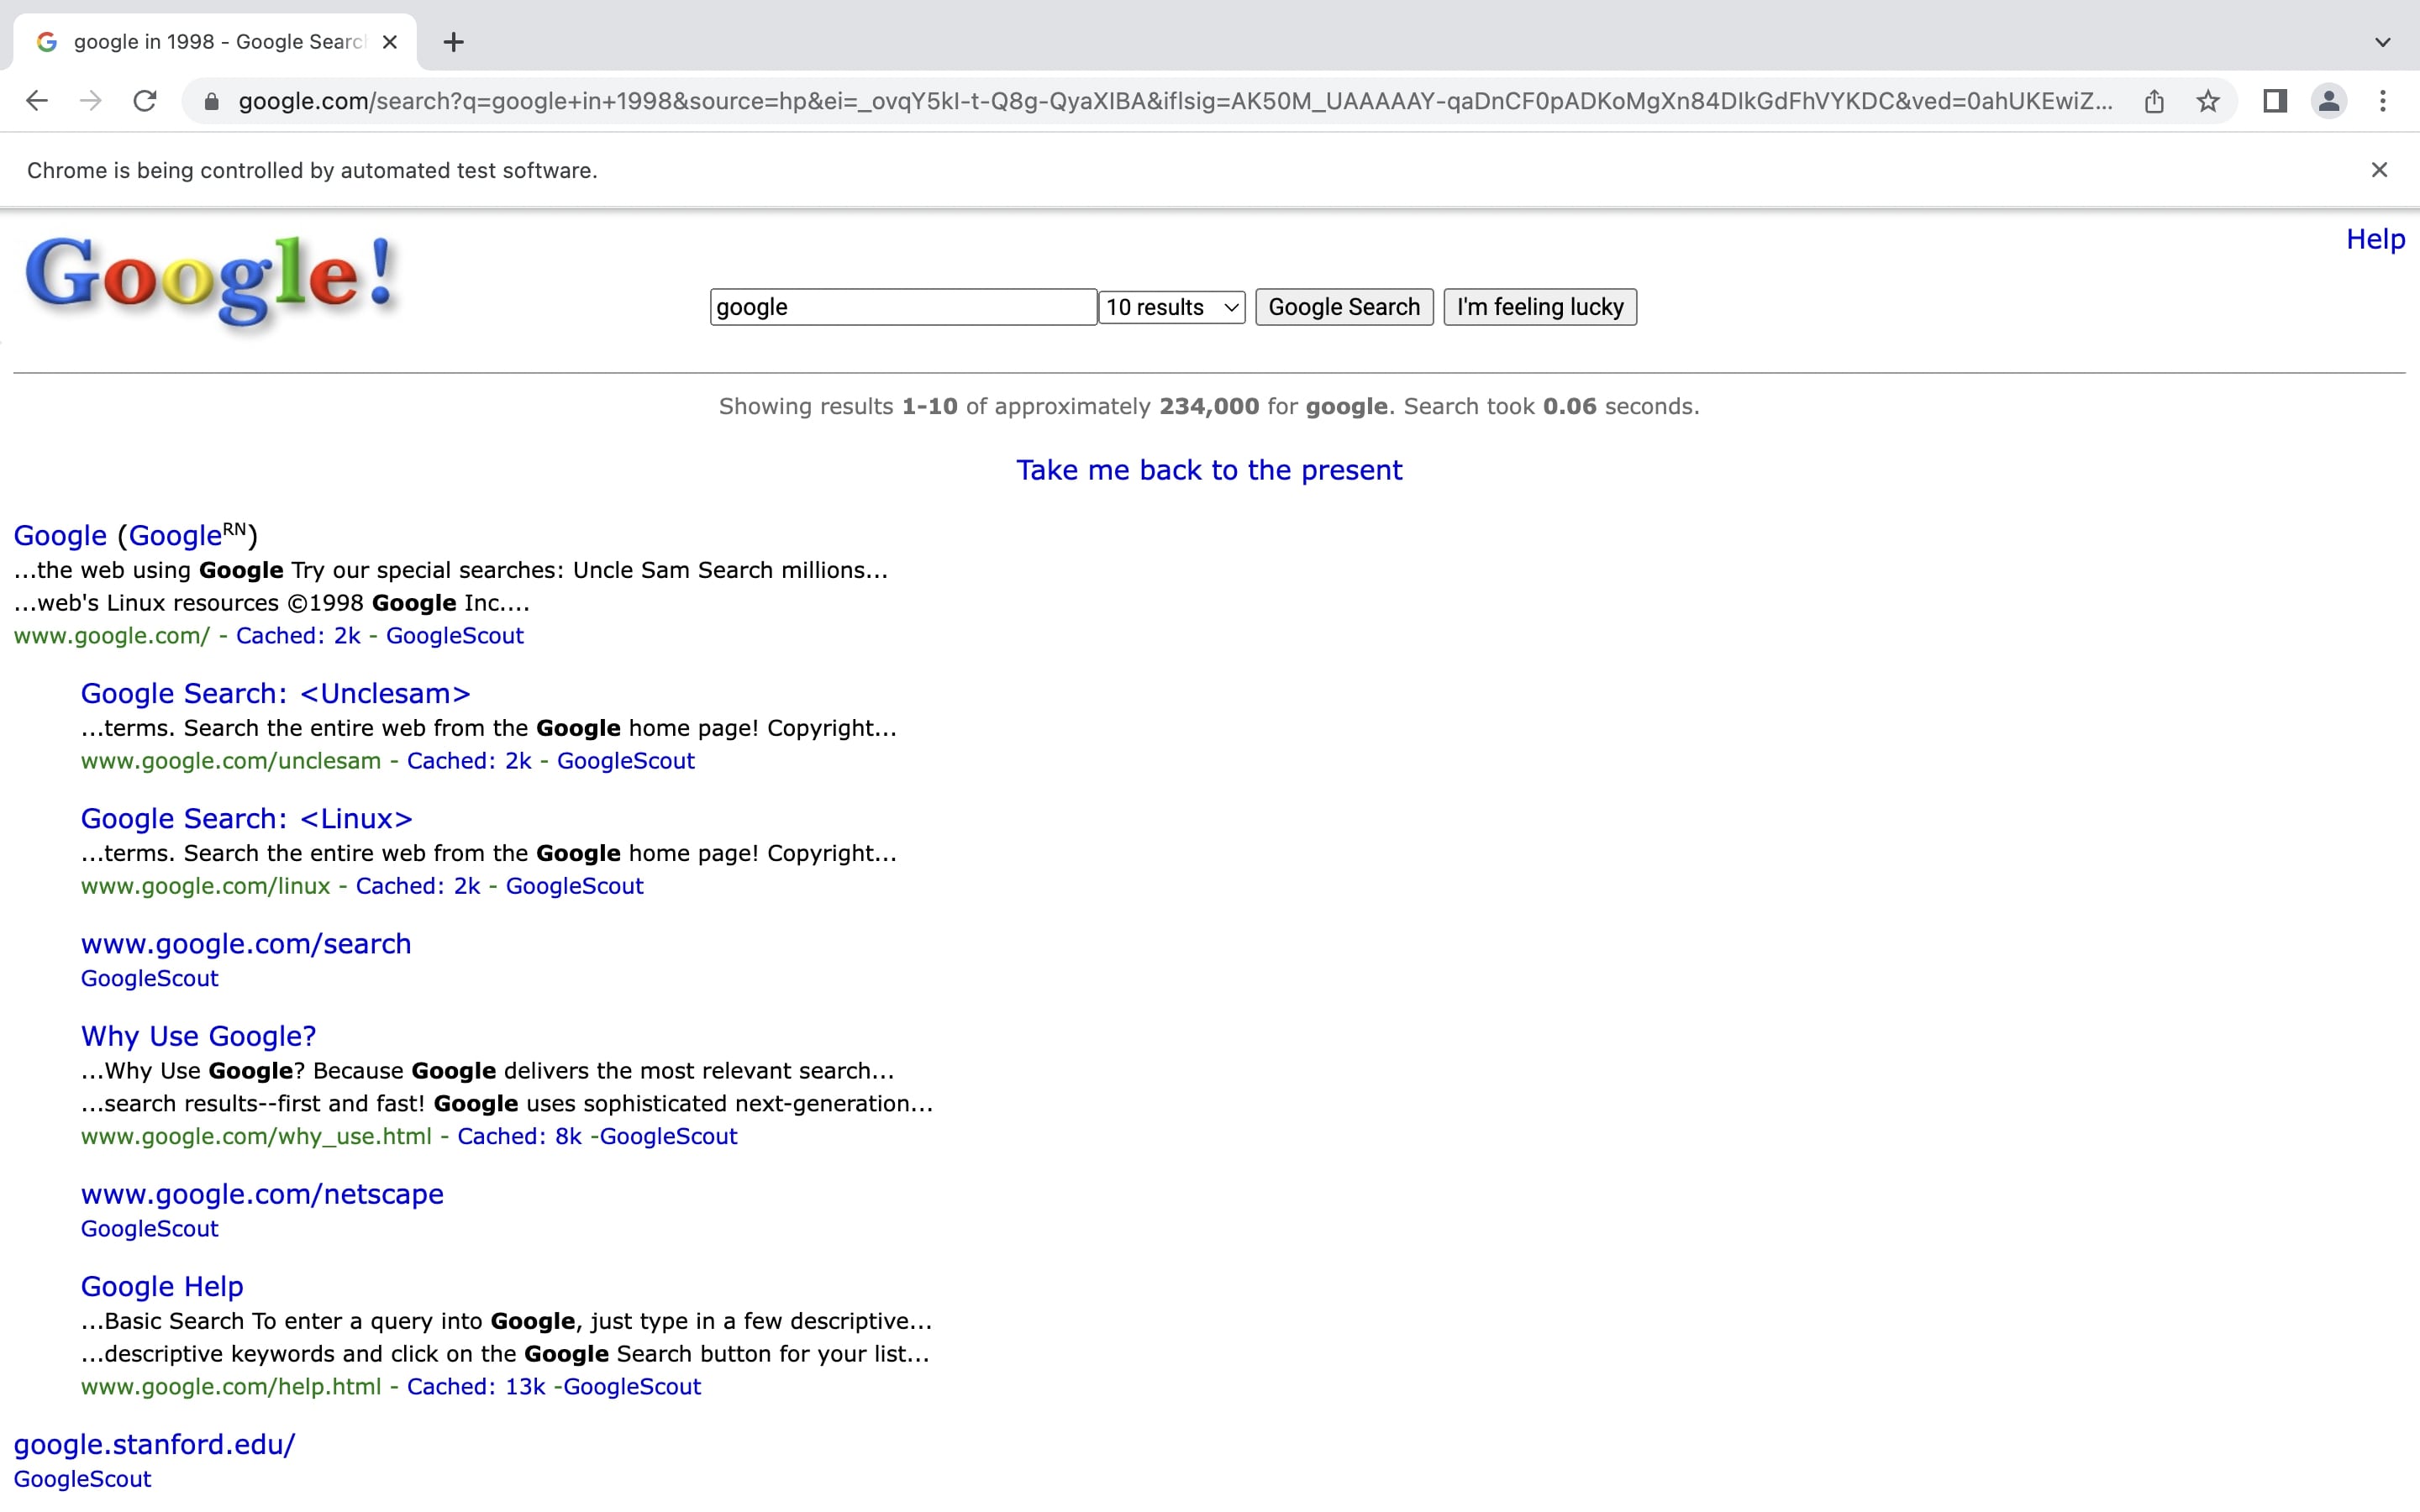 google in 1998 - Google Searc
google.com/search?q=google+in+1998&source=hp&ei=_ovqY5kI-t-Q8g-QyaXIBA&iflsig=AK50M_UAAAAAY-qaDnCF0pADKoMgXn84DIkGdFhVYKDC&ved=0ahUKEwiZ...
Chrome is being controlled by automated test software.
Google!
Help
google 10 results Google Search I'm feeling lucky
Showing results 1-10 of approximately 234,000 for google. Search took 0.06 seconds.
Take me back to the present
Google (GoogleRN)
...the web using Google Try our special searches: Uncle Sam Search millions...
...web's Linux resources ©1998 Google Inc....
www.google.com/ - Cached: 2k - GoogleScout
Google Search: <Unclesam>
...terms. Search the entire web from the Google home page! Copyright...
www.google.com/unclesam - Cached: 2k - GoogleScout
Google Search: <Linux>
...terms. Search the entire web from the Google home page! Copyright...
www.google.com/linux - Cached: 2k - GoogleScout
www.google.com/search
GoogleScout
Why Use Google?
...Why Use Google? Because Google delivers the most relevant search...
...search results--first and fast! Google uses sophisticated next-generation...
www.google.com/why_use.html - Cached: 8k -GoogleScout
www.google.com/netscape
GoogleScout
Google Help
...Basic Search To enter a query into Google, just type in a few descriptive...
...descriptive keywords and click on the Google Search button for your list...
www.google.com/help.html - Cached: 13k -GoogleScout
google.stanford.edu/
GoogleScout